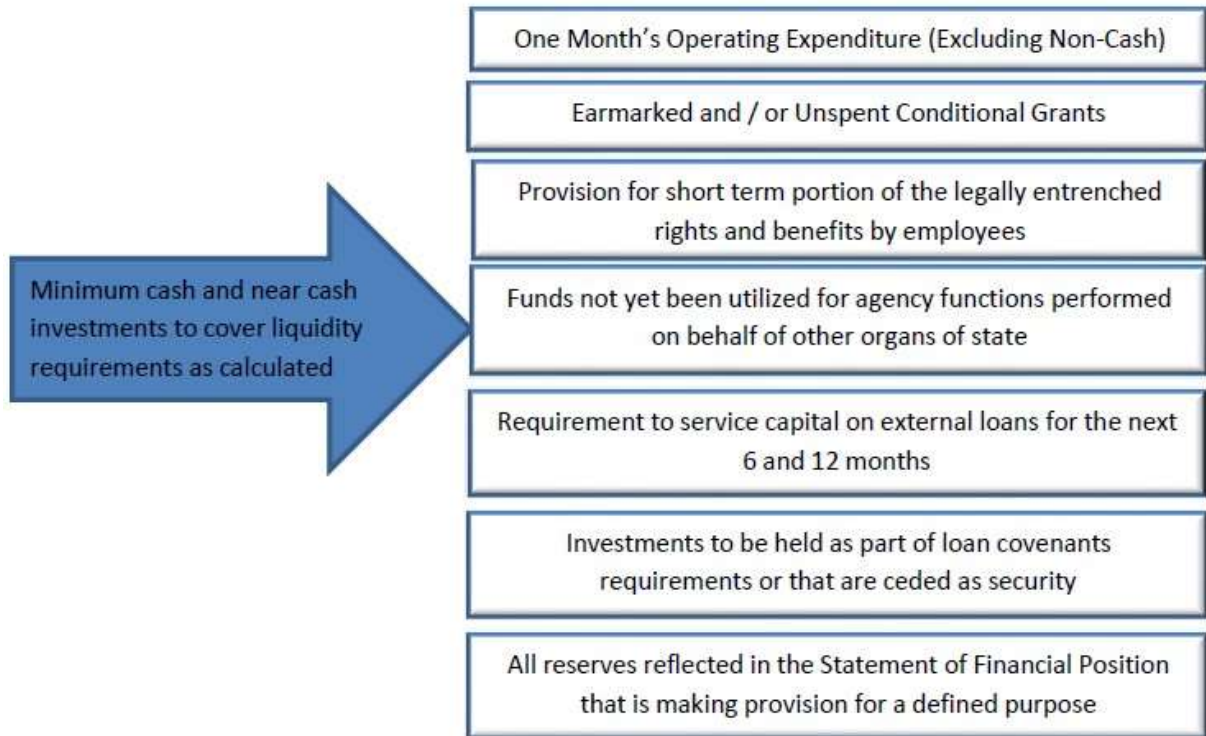 One Month's Operating Expenditure (Excluding Non-Cash)
Earmarked and / or Unspent Conditional Grants
Provision for short term portion of the legally entrenched
rights and benefits by employees
Minimum cash and near cash
investments to cover liquidity
requirements as calculated
Funds not yet been utilized for agency functions performed
on behalf of other organs of state
Requirement to service capital on external loans for the next
6 and 12 months
Investments to be held as part of loan covenants
requirements or that are ceded as security
All reserves reflected in the Statement of Financial Position
that is making provision for a defined purpose